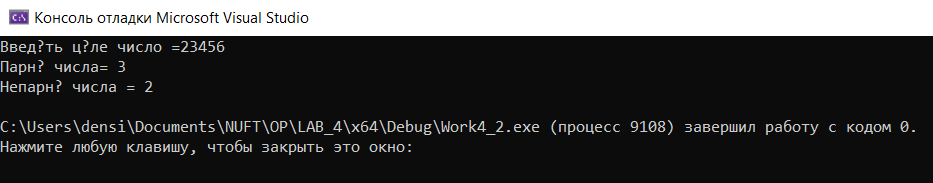 Консоль отладки Microsoft Visual Studio
Введ?ть ц?ле число =23456
Парн? числа= 3
Непарн? числа = 2
C:\Users\densi\Documents\NUFT\OP\LAB_4\x64\Debug\Work4_2.exe (процесс 9108) завершил работу с кодом 0.
Нажмите любую клавишу, чтобы закрыть это окно: